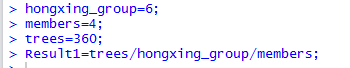 > hongxing_group=6;
> members=4;
> trees=360;
> Result1=trees/hongxing_group/members;
>